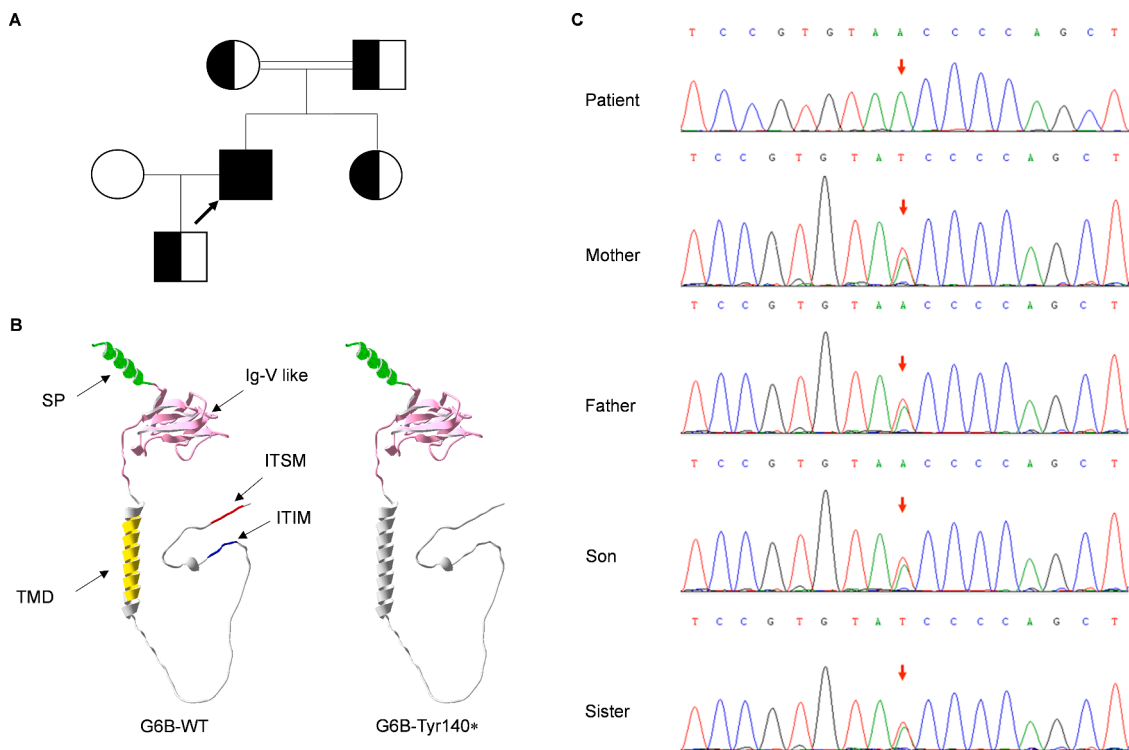 A
B
SP
Ig-V like
ITSM
ITIM
TMD
G6B-WT
G6B-Tyr140*
C
T C C G T G T A A C C C C A G C T
Patient
T C C G T G T A T C C C C A G C T
Mother
T C C G T G T A A C C C C A G C T
Father
T C C G T G T A A C C C C A G C T
Son
T C C G T G T A T C C C C A G C T
Sister